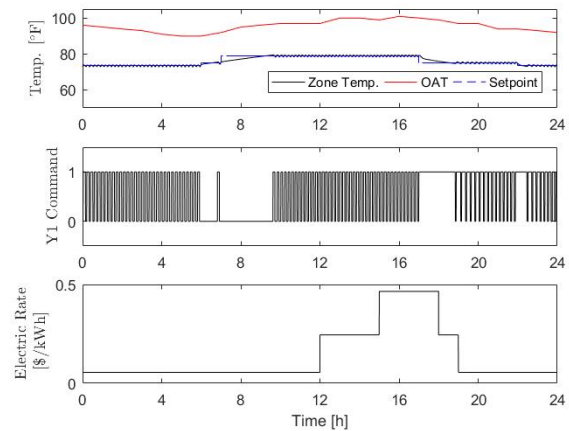 100
80
60
Temp. [°F]
Zone Temp. OAT Setpoint
0 4 8 12 16 20 24
1
0
Y1 Command
0 4 8 12 16 20 24
0.5
0
Electric Rate
[$/kWh]
0 4 8 12 16 20 24
Time [h]